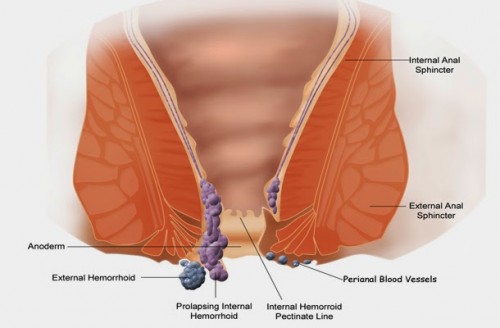 Internal Anal
Sphincter
External Anal
Sphincter
Anoderm
External Hemorrhoid
Perianal Blood Vessels
Prolapsing Internal
Hemorrhoid
Internal Hemorroid
Pectinate Line